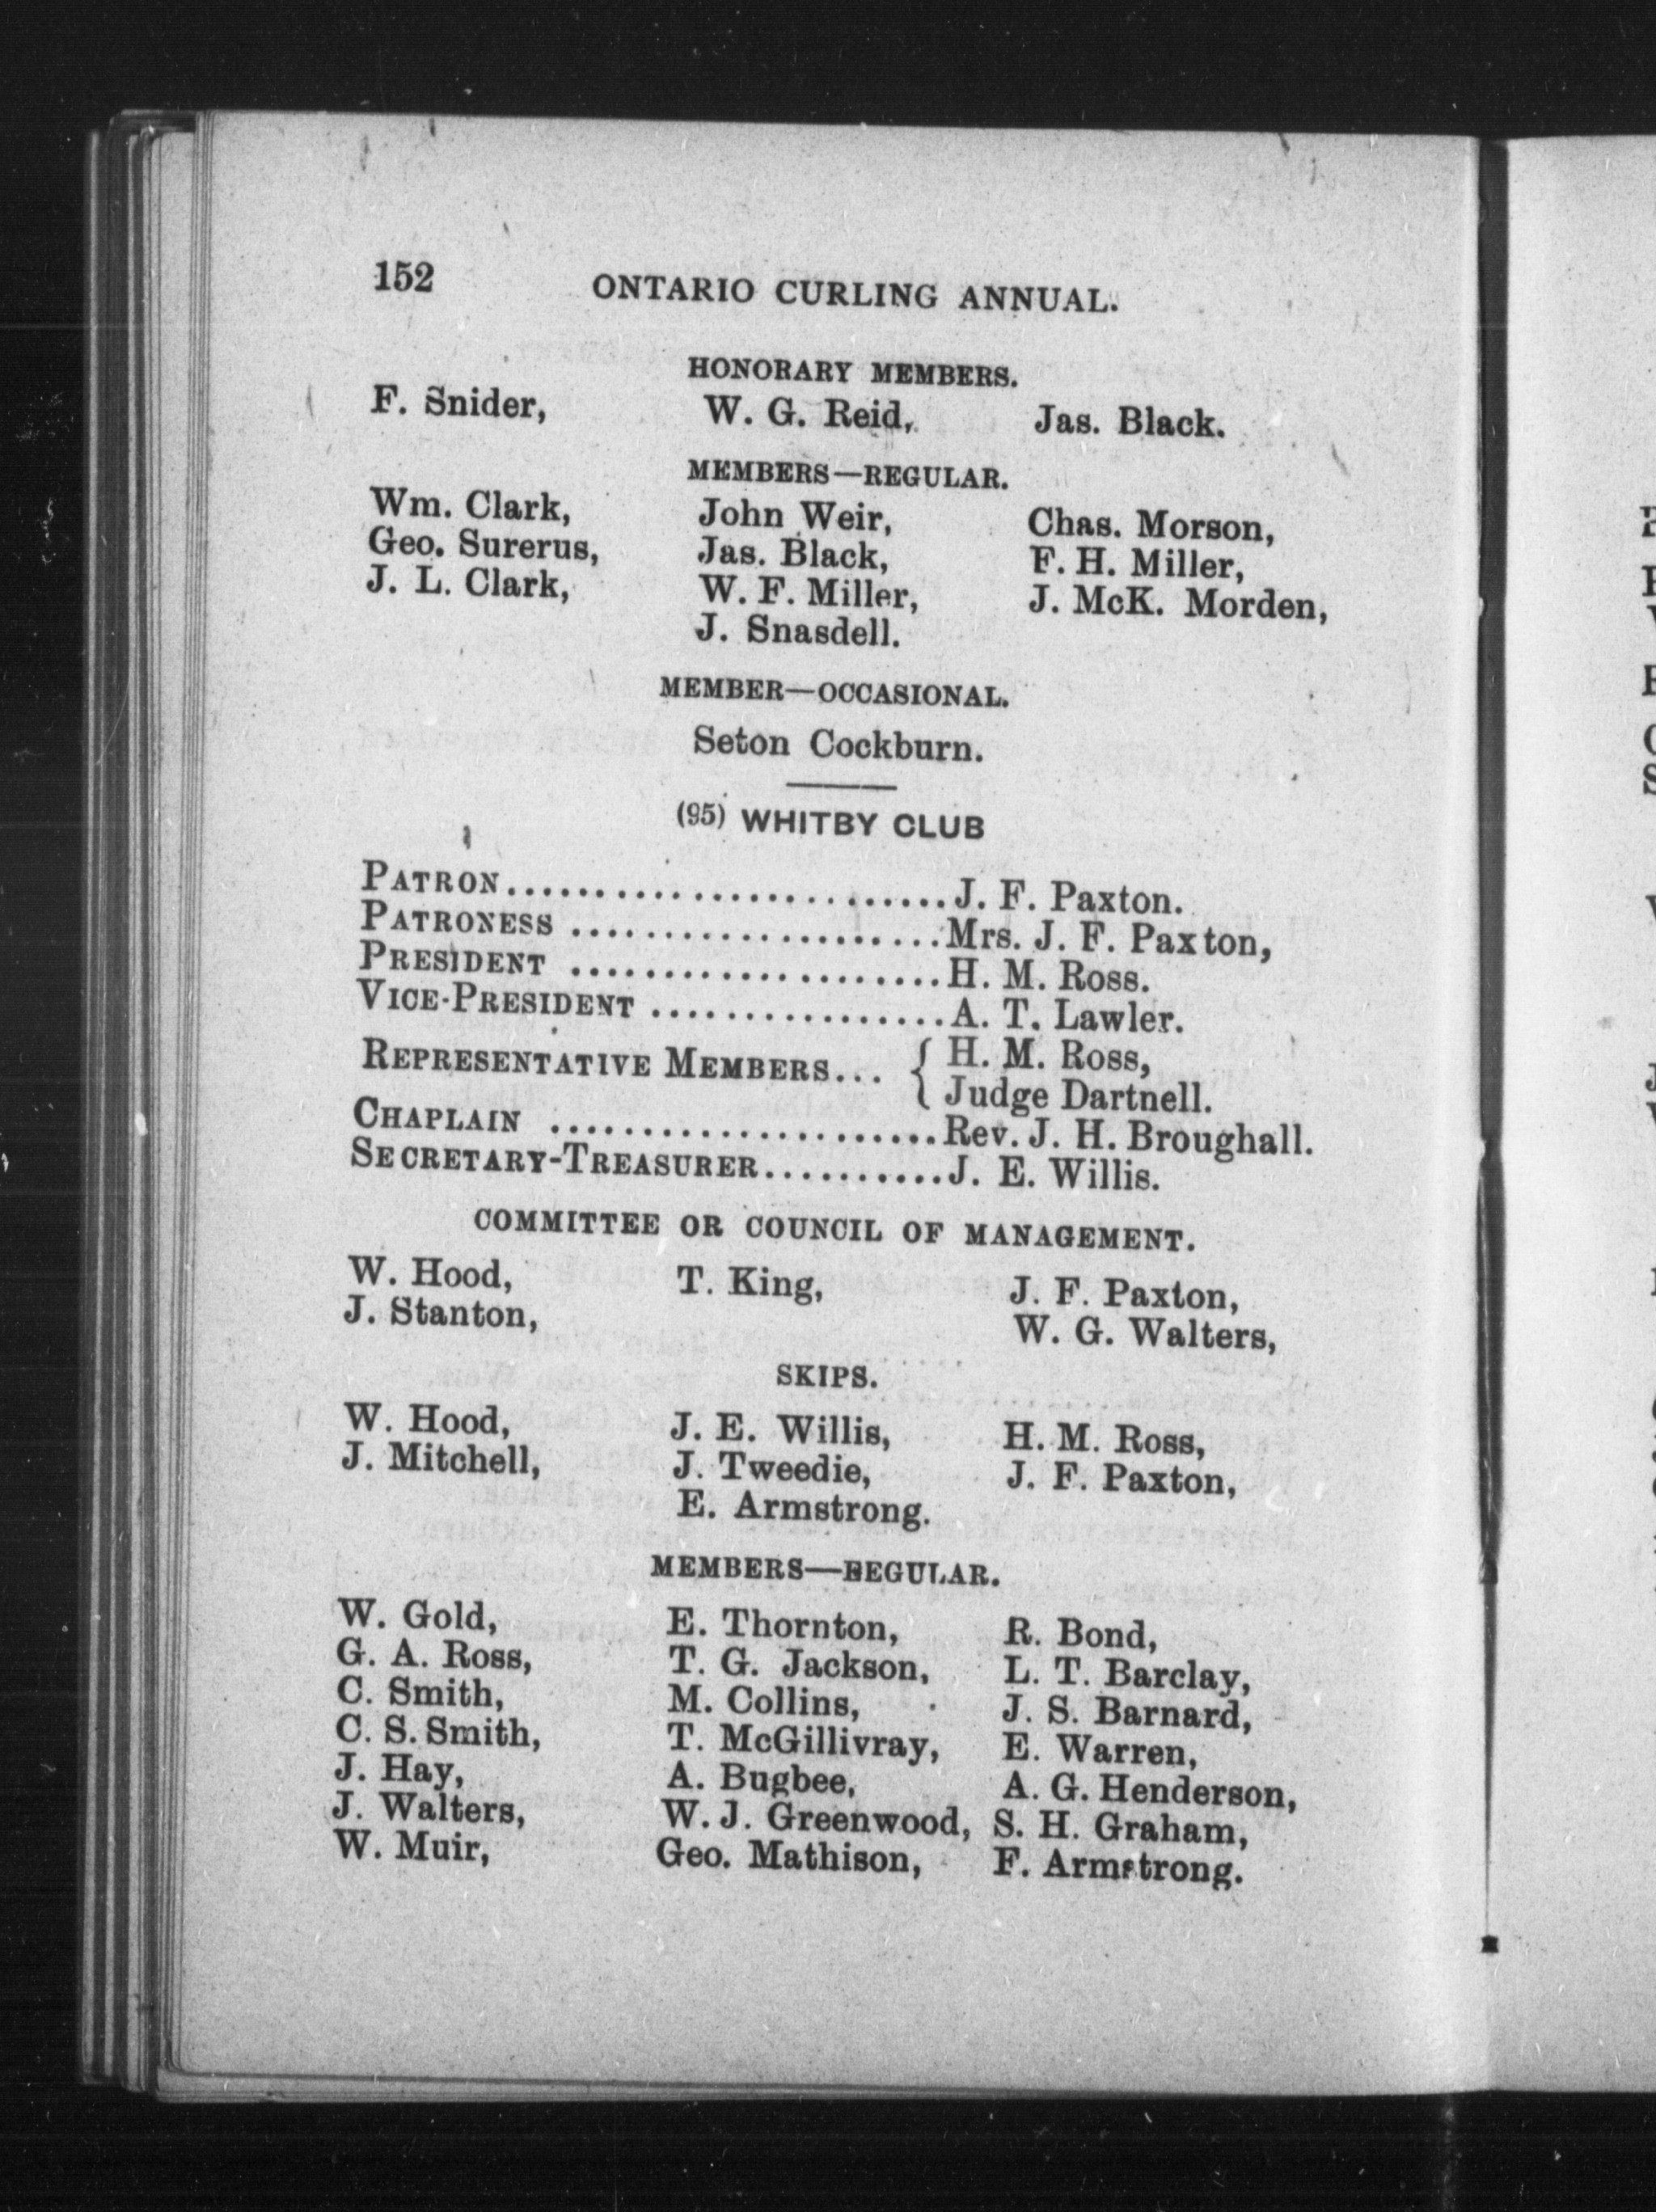 152 ONTARIO CURLING ANNUAL.
HONORARY MEMBERS.
F. Snider, W. G. Reid, Jas. Black.
MEMBERS—REGULAR.
Wm. Clark, John Weir, Chas. Morson,
Geo. Surerus, Jas. Black, F. H. Miller,
J. L. Clark, W. F. Miller, J. McK. Morden,
J. Snasdell.
MEMBER—OCCASIONAL.
Seton Cockburn.
(95) WHITBY CLUB
PATRON........................J. F. Paxton.
PATRONESS ....................Mrs. J. F. Paxton,
PRESIDENT ....................H. M. Ross.
VICE-PRESIDENT ................A. T. Lawler.
REPRESENTATIVE MEMBERS... { H. M. Ross,
Judge Dartnell.
CHAPLAIN .....................Rev. J. H. Broughall.
SECRETARY-TREASURER..........J. E. Willis.
COMMITTEE OR COUNCIL OF MANAGEMENT.
W. Hood, T. King, J. F. Paxton,
J. Stanton, W. G. Walters,
SKIPS.
W. Hood, J. E. Willis, H. M. Ross,
J. Mitchell, J. Tweedie, J. F. Paxton,
E. Armstrong.
MEMBERS—REGULAR.
W. Gold, E. Thornton, R. Bond,
G. A. Ross, T. G. Jackson, L. T. Barclay,
C. Smith, M. Collins, J. S. Barnard,
C. S. Smith, T. McGillivray, E. Warren,
J. Hay, A. Bugbee, A. G. Henderson,
J. Walters, W. J. Greenwood, S. H. Graham,
W. Muir, Geo. Mathison, F. Armstrong.